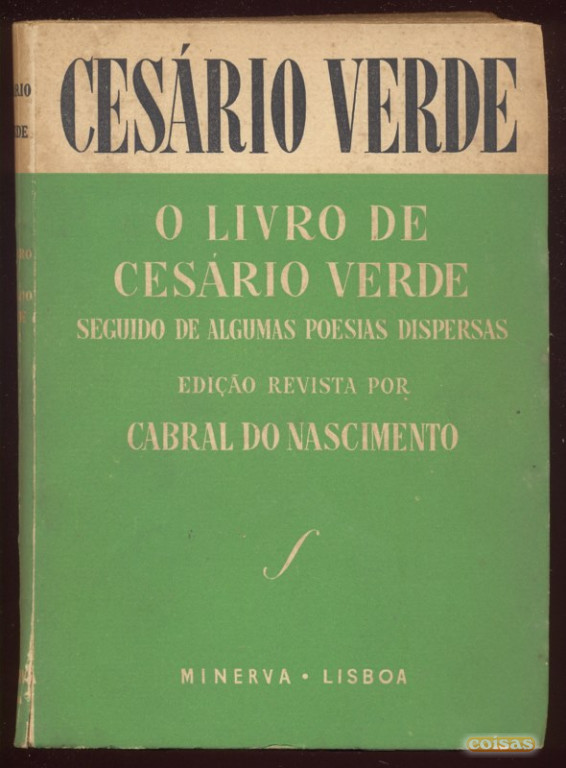 CESÁRIO VERDE
O LIVRO DE
CESÁRIO VERDE
SEGUIDO DE ALGUMAS POESIAS DISPERSAS
EDIÇÃO REVISTA POR
CABRAL DO NASCIMENTO
MINERVA • LISBOA
coisas